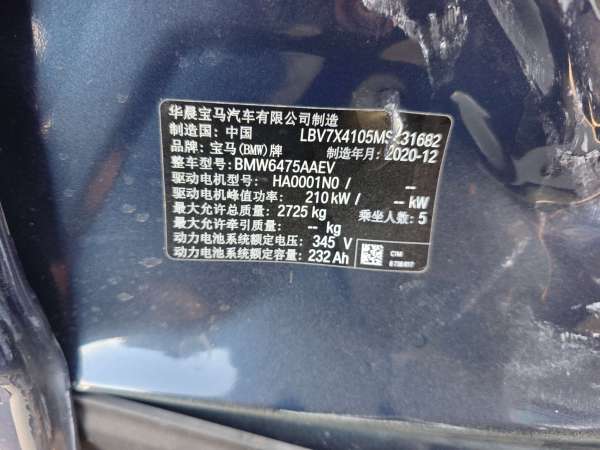 华晨宝马汽车有限公司制造
制造国: 中国
品牌: 宝马(BMW)牌 制造年月: 2020-12
整车型号: BMW6475AAEV
驱动电机型号: HA0001N0 / --
驱动电机峰值功率: 210 kW / -- kW
最大允许总质量: 2725 kg 乘坐人数: 5
最大允许牵引质量: -- kg
动力电池系统额定电压: 345 V
动力电池系统额定容量: 232 Ah